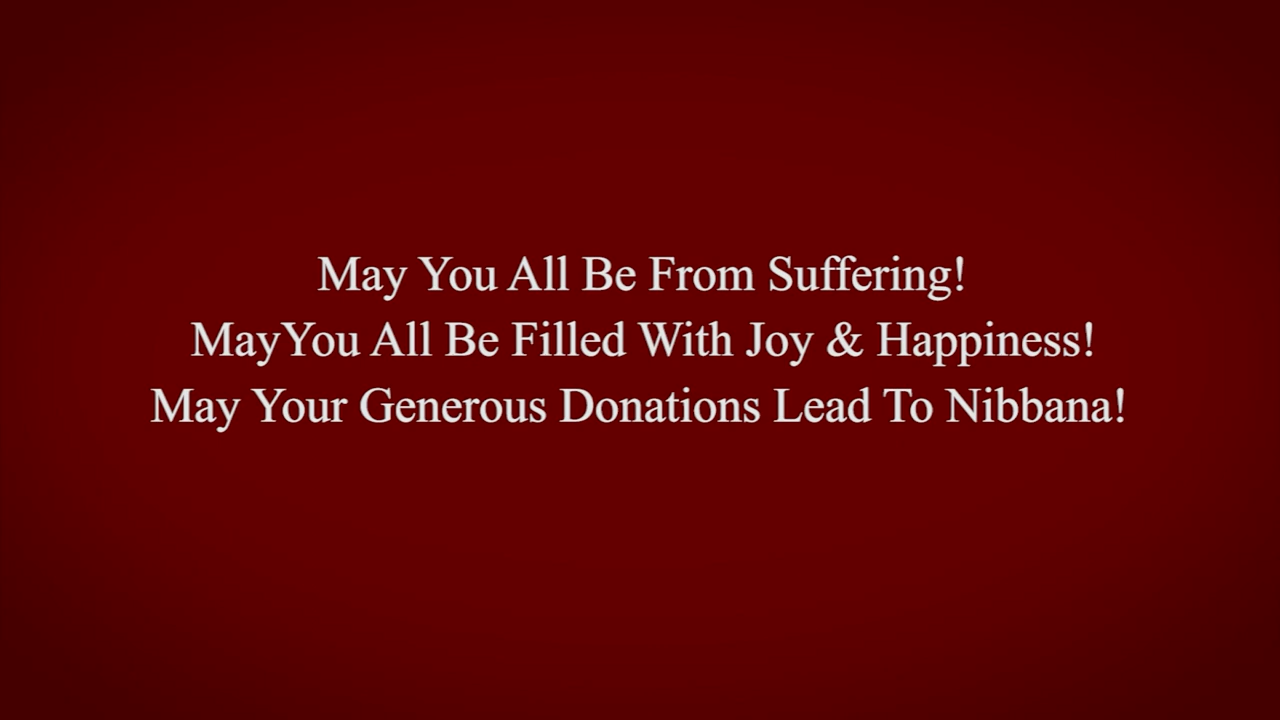 May You All Be From Suffering!
MayYou All Be Filled With Joy & Happiness!
May Your Generous Donations Lead To Nibbana!